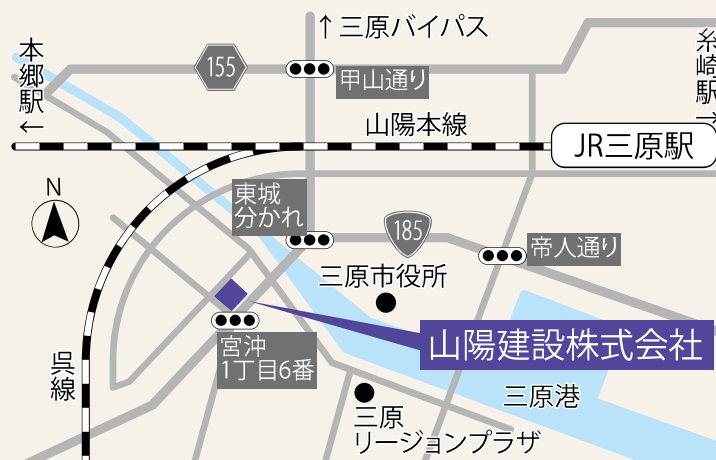 ↑三原バイパス
本郷駅←
155
甲山通り
糸崎駅→
山陽本線
JR三原駅
N
東城
分かれ
185
帝人通り
三原市役所
山陽建設株式会社
宮沖
1丁目6番
呉線
三原港
三原
リージョンプラザ